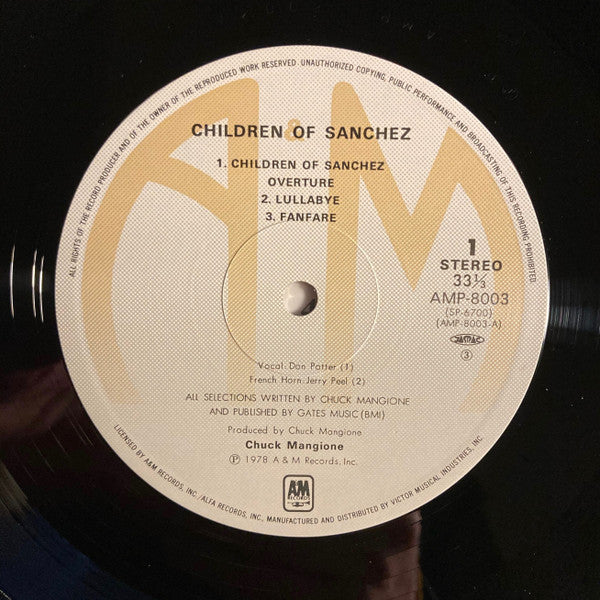 ALL RIGHTS OF THE RECORD PRODUCER AND OF THE OWNER OF THE REPRODUCED WORK RESERVED. UNAUTHORIZED COPYING, PUBLIC PERFORMANCE AND BROADCASTING OF THIS RECORDING PROHIBITED.
A&M
CHILDREN OF SANCHEZ
1. CHILDREN OF SANCHEZ
OVERTURE
2. LULLABYE
3. FANFARE
1
STEREO
33⅓
AMP-8003
(SP-6700)
(AMP-8003-A)
JASRAC
③
Vocal: Don Potter (1)
French Horn: Jerry Peel (2)
ALL SELECTIONS WRITTEN BY CHUCK MANGIONE
AND PUBLISHED BY GATES MUSIC (BMI)
Produced by Chuck Mangione
Chuck Mangione
℗ 1978 A & M Records, Inc.
A&M
RECORDS
LICENSED BY A&M RECORDS, INC./ALFA RECORDS, INC., MANUFACTURED AND DISTRIBUTED BY VICTOR MUSICAL INDUSTRIES, INC.